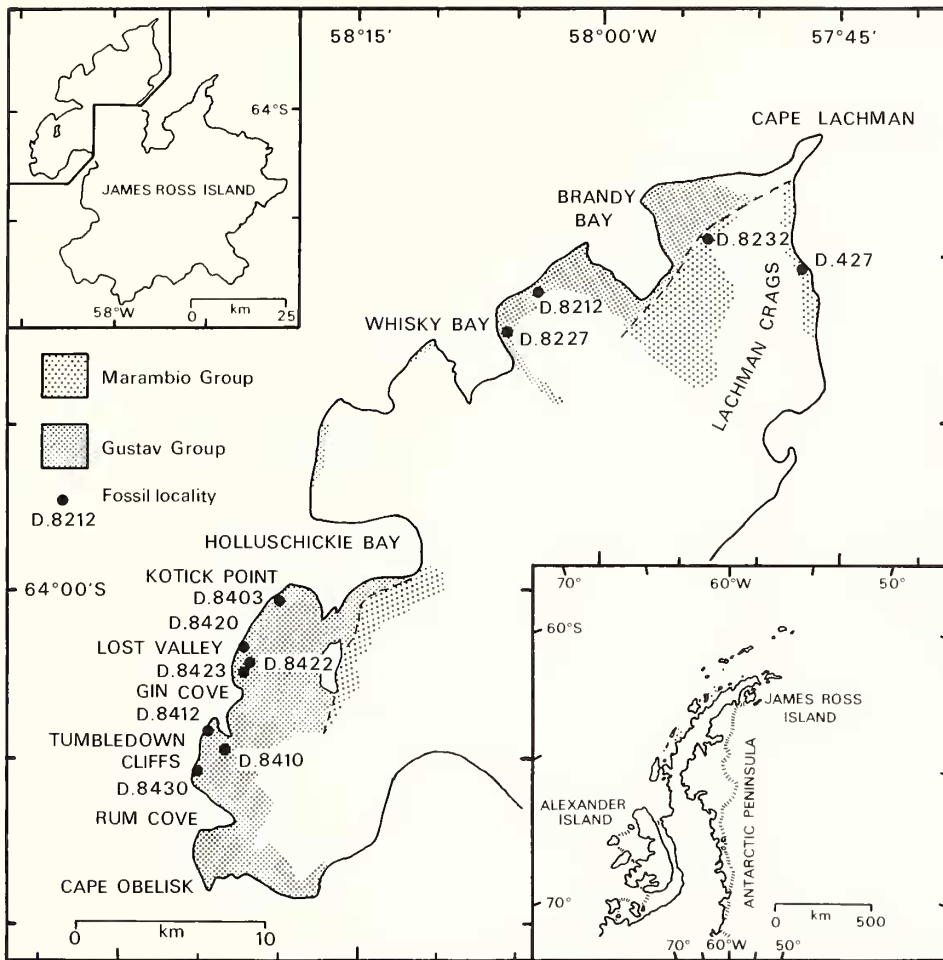 58°15'
58°00'W
57°45'
64°S
JAMES ROSS ISLAND
58°W
0 km 25
CAPE LACHMAN
BRANDY
BAY
D.8232
D.427
D.8212
WHISKY BAY
D.8227
LACHMAN CRAGS
Marambio Group
Gustav Group
Fossil locality
D.8212
HOLLUSCHICKIE BAY
64°00'S
KOTICK POINT
D.8403
D.8420
LOST VALLEY
D.8422
D.8423
GIN COVE
D.8412
TUMBLEDOWN
CLIFFS
D.8410
D.8430
RUM COVE
CAPE OBELISK
0 km 10
70°
60°W
50°
60°S
JAMES ROSS
ISLAND
ANTARCTIC PENINSULA
ALEXANDER
ISLAND
70°
0 km 500
70° 60°W 50°